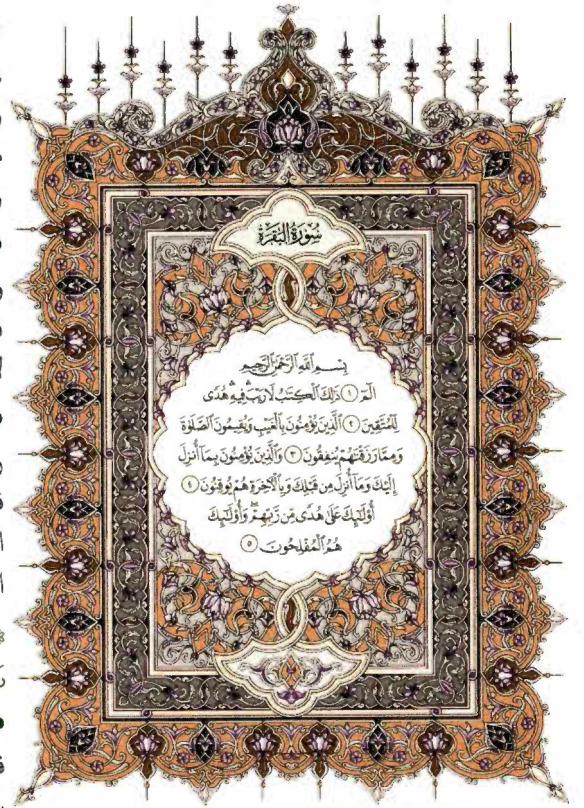 سُورَةُ البَقَرَةِ
بِسْمِ ٱللَّهِ ٱلرَّحْمَٰنِ ٱلرَّحِيمِ
الٓمٓ ١ ذَٰلِكَ ٱلْكِتَٰبُ لَا رَيْبَ ۛ فِيهِ ۛ هُدًى
لِّلْمُتَّقِينَ ٢ ٱلَّذِينَ يُؤْمِنُونَ بِٱلْغَيْبِ وَيُقِيمُونَ ٱلصَّلَوٰةَ
وَمِمَّا رَزَقْنَٰهُمْ يُنفِقُونَ ٣ وَٱلَّذِينَ يُؤْمِنُونَ بِمَآ أُنزِلَ
إِلَيْكَ وَمَآ أُنزِلَ مِن قَبْلِكَ وَبِٱلْءَاخِرَةِ هُمْ يُوقِنُونَ ٤
أُو۟لَٰٓئِكَ عَلَىٰ هُدًى مِّن رَّبِّهِمْ ۖ وَأُو۟لَٰٓئِكَ
هُمُ ٱلْمُفْلِحُونَ ٥